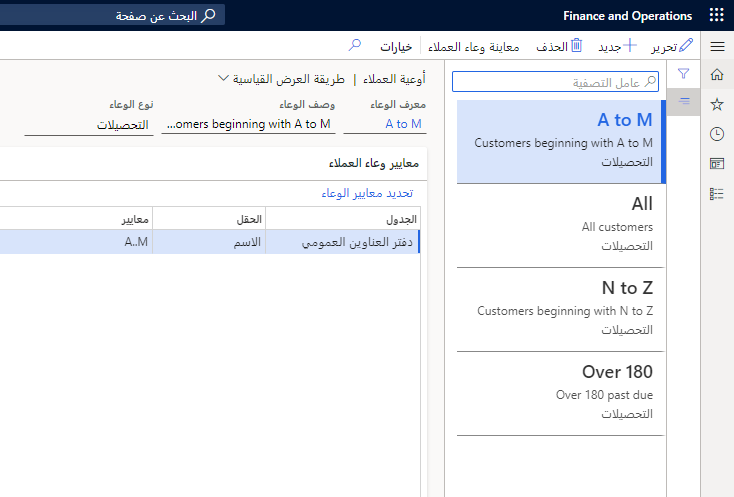 Finance and Operations
البحث عن صفحة
تحرير
جديد
الحذف
معاينة وعاء العملاء
خيارات
عامل التصفية
A to M
Customers beginning with A to M
التحصيلات
All
All customers
التحصيلات
N to Z
Customers beginning with N to Z
التحصيلات
Over 180
Over 180 past due
التحصيلات
أوعية العملاء | طريقة العرض القياسية
معرف الوعاء
وصف الوعاء
نوع الوعاء
A to M
...omers beginning with A to M
التحصيلات
معايير وعاء العملاء
تحديد معايير الوعاء
الجدول
الحقل
معايير
دفتر العناوين العمومي
الاسم
A..M